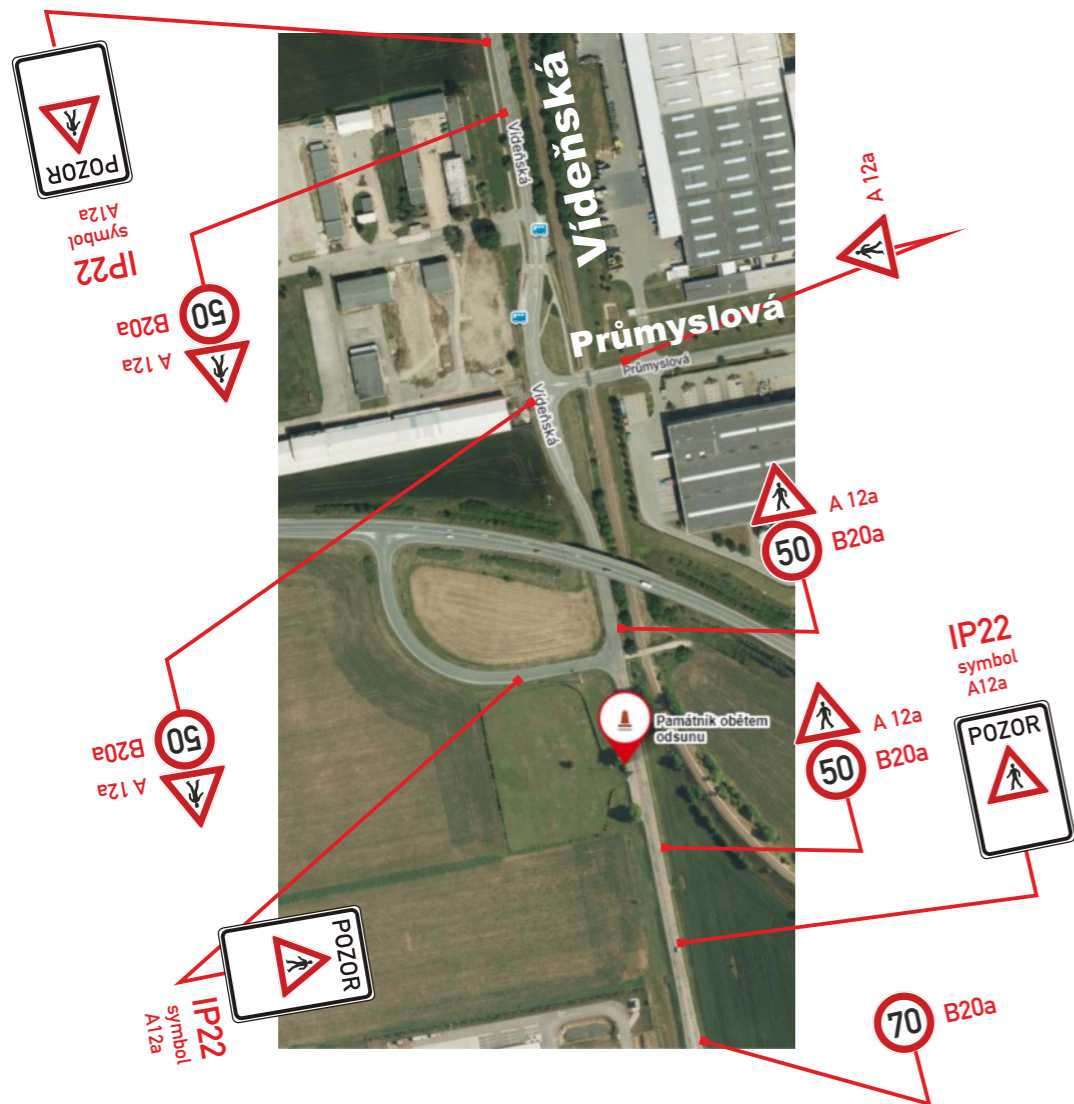 POZOR
IP22
symbol
A12a
50
B20a
A 12a
Vídeňská
Vídeňská
Průmyslová
Průmyslová
A 12a
Vídeňská
A 12a
50
B20a
50
B20a
A 12a
Památník obětem
odsunu
A 12a
50
B20a
IP22
symbol
A12a
POZOR
POZOR
IP22
symbol
A12a
70
B20a